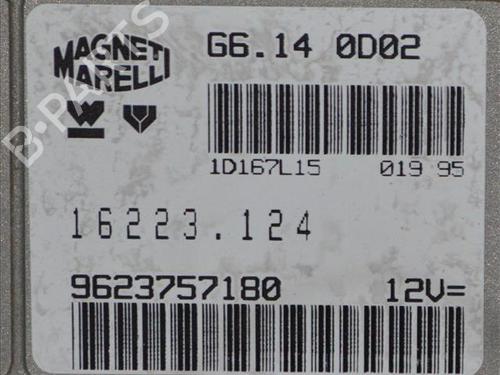 MAGNETI
MARELLI
G6.14 0D02
1D167L15 019 95
16223.124
9623757180 12V=
B-PARTS